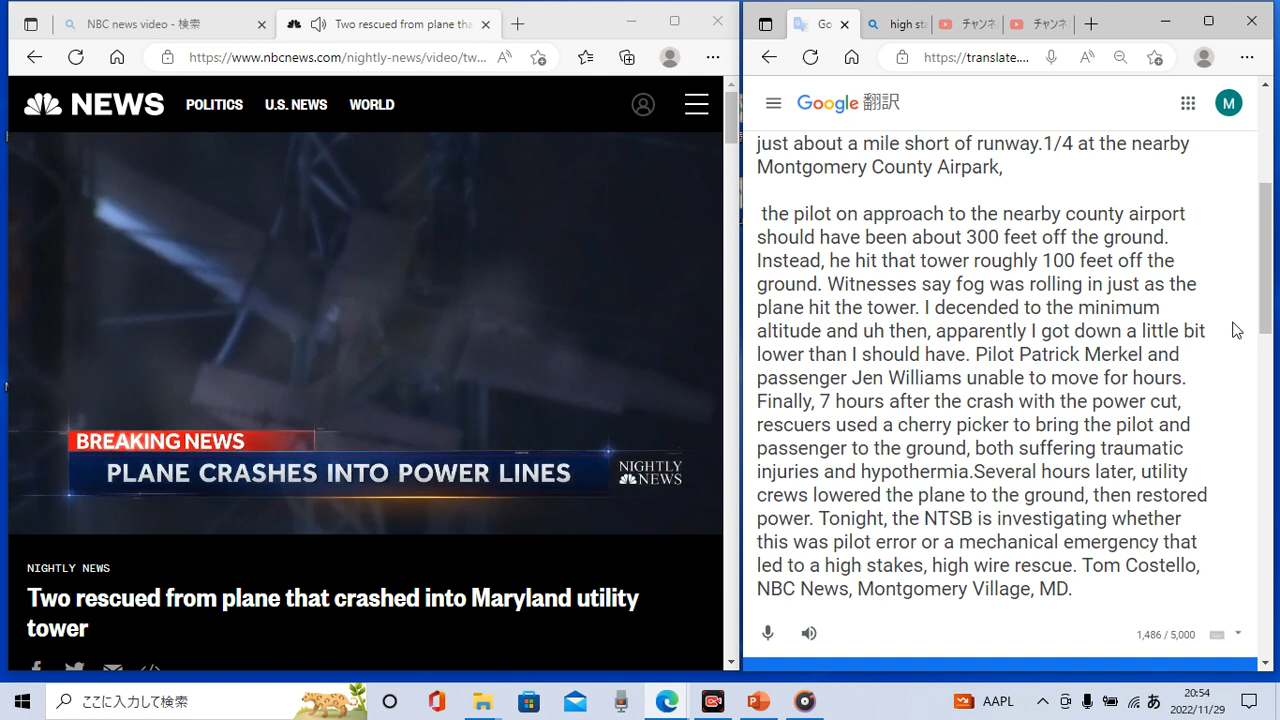 NBC news video - 検索
Two rescued from plane tha
https://www.nbcnews.com/nightly-news/video/tw...
NEWS
POLITICS
U.S. NEWS
WORLD
BREAKING NEWS
PLANE CRASHES INTO POWER LINES
NIGHTLY
NEWS
NIGHTLY NEWS
Two rescued from plane that crashed into Maryland utility
tower
Go
high st
チャンネ
チャンネ
https://translate....
Google 翻訳
M
just about a mile short of runway.1/4 at the nearby
Montgomery County Airpark,
the pilot on approach to the nearby county airport
should have been about 300 feet off the ground.
Instead, he hit that tower roughly 100 feet off the
ground. Witnesses say fog was rolling in just as the
plane hit the tower. I decended to the minimum
altitude and uh then, apparently I got down a little bit
lower than I should have. Pilot Patrick Merkel and
passenger Jen Williams unable to move for hours.
Finally, 7 hours after the crash with the power cut,
rescuers used a cherry picker to bring the pilot and
passenger to the ground, both suffering traumatic
injuries and hypothermia.Several hours later, utility
crews lowered the plane to the ground, then restored
power. Tonight, the NTSB is investigating whether
this was pilot error or a mechanical emergency that
led to a high stakes, high wire rescue. Tom Costello,
NBC News, Montgomery Village, MD.
1,486 / 5,000
ここに入力して検索
AAPL
あ
20:54
2022/11/29